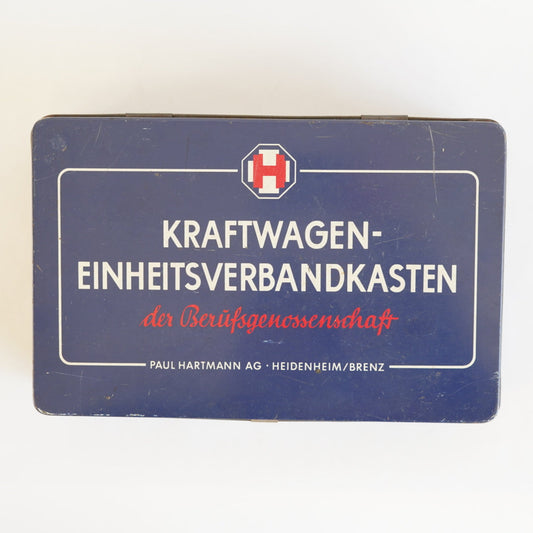 H
KRAFTWAGEN-
EINHEITSVERBANDKASTEN
der Berufsgenossenschaft
PAUL HARTMANN AG · HEIDENHEIM/BRENZ